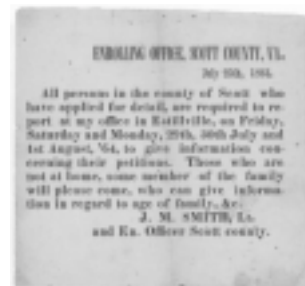 ENROLLING OFFICE, SCOTT COUNTY, VA.
July 25th, 1864.
All persons in the county of Scott who
have applied for detail, are required to re-
port at my office in Estillville, on Friday,
Saturday and Monday, 29th, 30th July and
1st August, '64, to give information con-
cerning their petitions. Those who are
not at home, some member of the family
will please come, who can give informa-
tion in regard to age of family, &c.
J. M. SMITH, Lt.
and En. Officer Scott county.